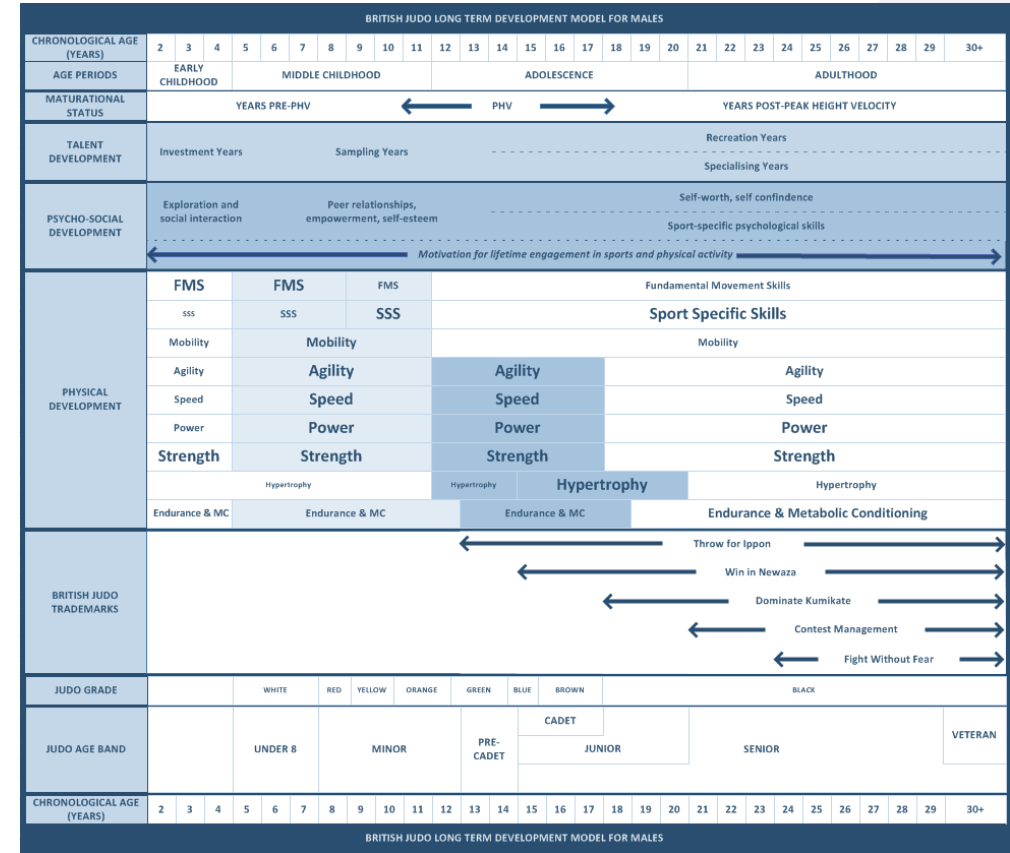 BRITISH JUDO LONG TERM DEVELOPMENT MODEL FOR MALES
CHRONOLOGICAL AGE
(YEARS)
2 3 4 5 6 7 8 9 10 11 12 13 14 15 16 17 18 19 20 21 22 23 24 25 26 27 28 29 30+
AGE PERIODS
EARLY
CHILDHOOD
MIDDLE CHILDHOOD
ADOLESCENCE
ADULTHOOD
MATURATIONAL
STATUS
YEARS PRE-PHV
PHV
YEARS POST-PEAK HEIGHT VELOCITY
TALENT
DEVELOPMENT
Investment Years
Sampling Years
Recreation Years
Specialising Years
PSYCHO-SOCIAL
DEVELOPMENT
Exploration and
social interaction
Peer relationships,
empowerment, self-esteem
Self-worth, self confindence
Sport-specific psychological skills
Motivation for lifetime engagement in sports and physical activity
PHYSICAL
DEVELOPMENT
FMS FMS FMS Fundamental Movement Skills
SSS SSS SSS Sport Specific Skills
Mobility Mobility Mobility
Agility Agility Agility Agility
Speed Speed Speed Speed
Power Power Power Power
Strength Strength Strength Strength
Hypertrophy Hypertrophy Hypertrophy Hypertrophy
Endurance & MC Endurance & MC Endurance & MC Endurance & Metabolic Conditioning
BRITISH JUDO
TRADEMARKS
Throw for Ippon
Win in Newaza
Dominate Kumikate
Contest Management
Fight Without Fear
JUDO GRADE
WHITE RED YELLOW ORANGE GREEN BLUE BROWN BLACK
JUDO AGE BAND
UNDER 8
MINOR
PRE-
CADET
CADET
JUNIOR
SENIOR
VETERAN
CHRONOLOGICAL AGE
(YEARS)
2 3 4 5 6 7 8 9 10 11 12 13 14 15 16 17 18 19 20 21 22 23 24 25 26 27 28 29 30+
BRITISH JUDO LONG TERM DEVELOPMENT MODEL FOR MALES